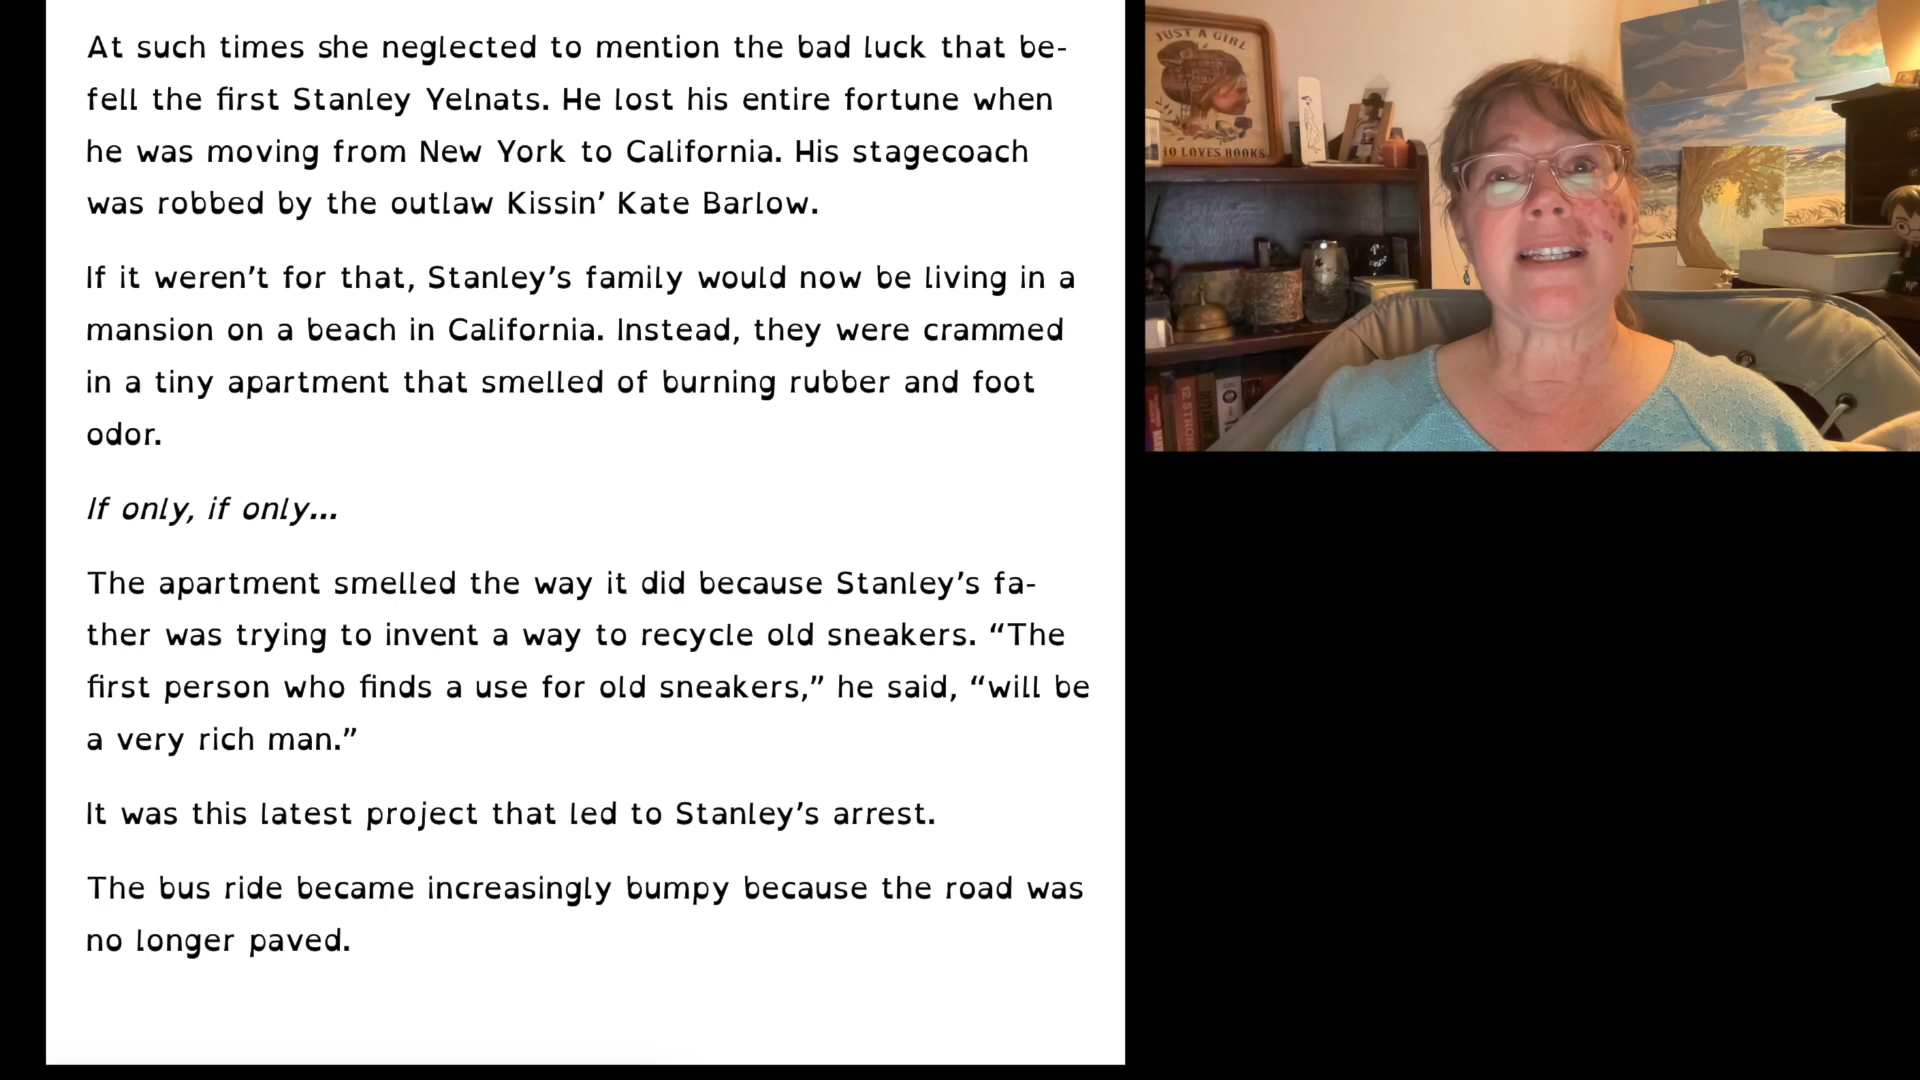 At such times she neglected to mention the bad luck that be-
fell the first Stanley Yelnats. He lost his entire fortune when
he was moving from New York to California. His stagecoach
was robbed by the outlaw Kissin’ Kate Barlow.
If it weren’t for that, Stanley’s family would now be living in a
mansion on a beach in California. Instead, they were crammed
in a tiny apartment that smelled of burning rubber and foot
odor.
If only, if only...
The apartment smelled the way it did because Stanley’s fa-
ther was trying to invent a way to recycle old sneakers. “The
first person who finds a use for old sneakers,” he said, “will be
a very rich man.”
It was this latest project that led to Stanley’s arrest.
The bus ride became increasingly bumpy because the road was
no longer paved.
JUST A GIRL
LOVES BOOKS